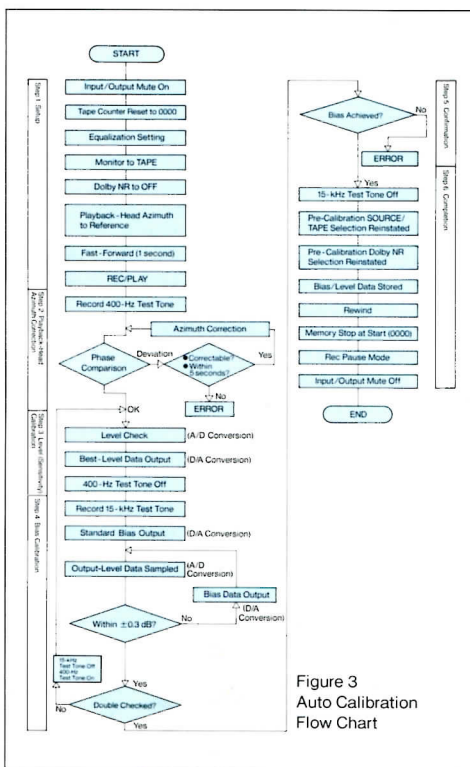 START
Step 1. Setup
Input/Output Mute On
Tape Counter Reset to 0000
Equalization Setting
Monitor to TAPE
Dolby NR to OFF
Playback-Head Azimuth
to Reference
Fast-Forward (1 second)
REC/PLAY
Record 400-Hz Test Tone
Step 2. Playback-Head
Azimuth Correction
Azimuth Correction
Phase
Comparison
Deviation
● Correctable?
● Within
5 seconds?
Yes
No
ERROR
OK
Step 3. Level (Sensitivity)
Calibration
Level Check
(A/D Conversion)
Best-Level Data Output
(D/A Conversion)
400-Hz Test Tone Off
Step 4. Bias Calibration
Record 15-kHz Test Tone
Standard Bias Output
(D/A Conversion)
Output-Level Data Sampled
(A/D
Conversion)
Bias Data Output
(D/A
Conversion)
Within ±0.3 dB?
No
Yes
15-kHz
Test Tone Off
400-Hz
Test Tone On
No
Double Checked?
Yes
Step 5. Confirmation
Bias Achieved?
No
ERROR
Yes
Step 6. Completion
15-kHz Test Tone Off
Pre-Calibration SOURCE/
TAPE Selection Reinstated
Pre-Calibration Dolby NR
Selection Reinstated
Bias/Level Data Stored
Rewind
Memory Stop at Start (0000)
Rec Pause Mode
Input/Output Mute Off
END
Figure 3
Auto Calibration
Flow Chart